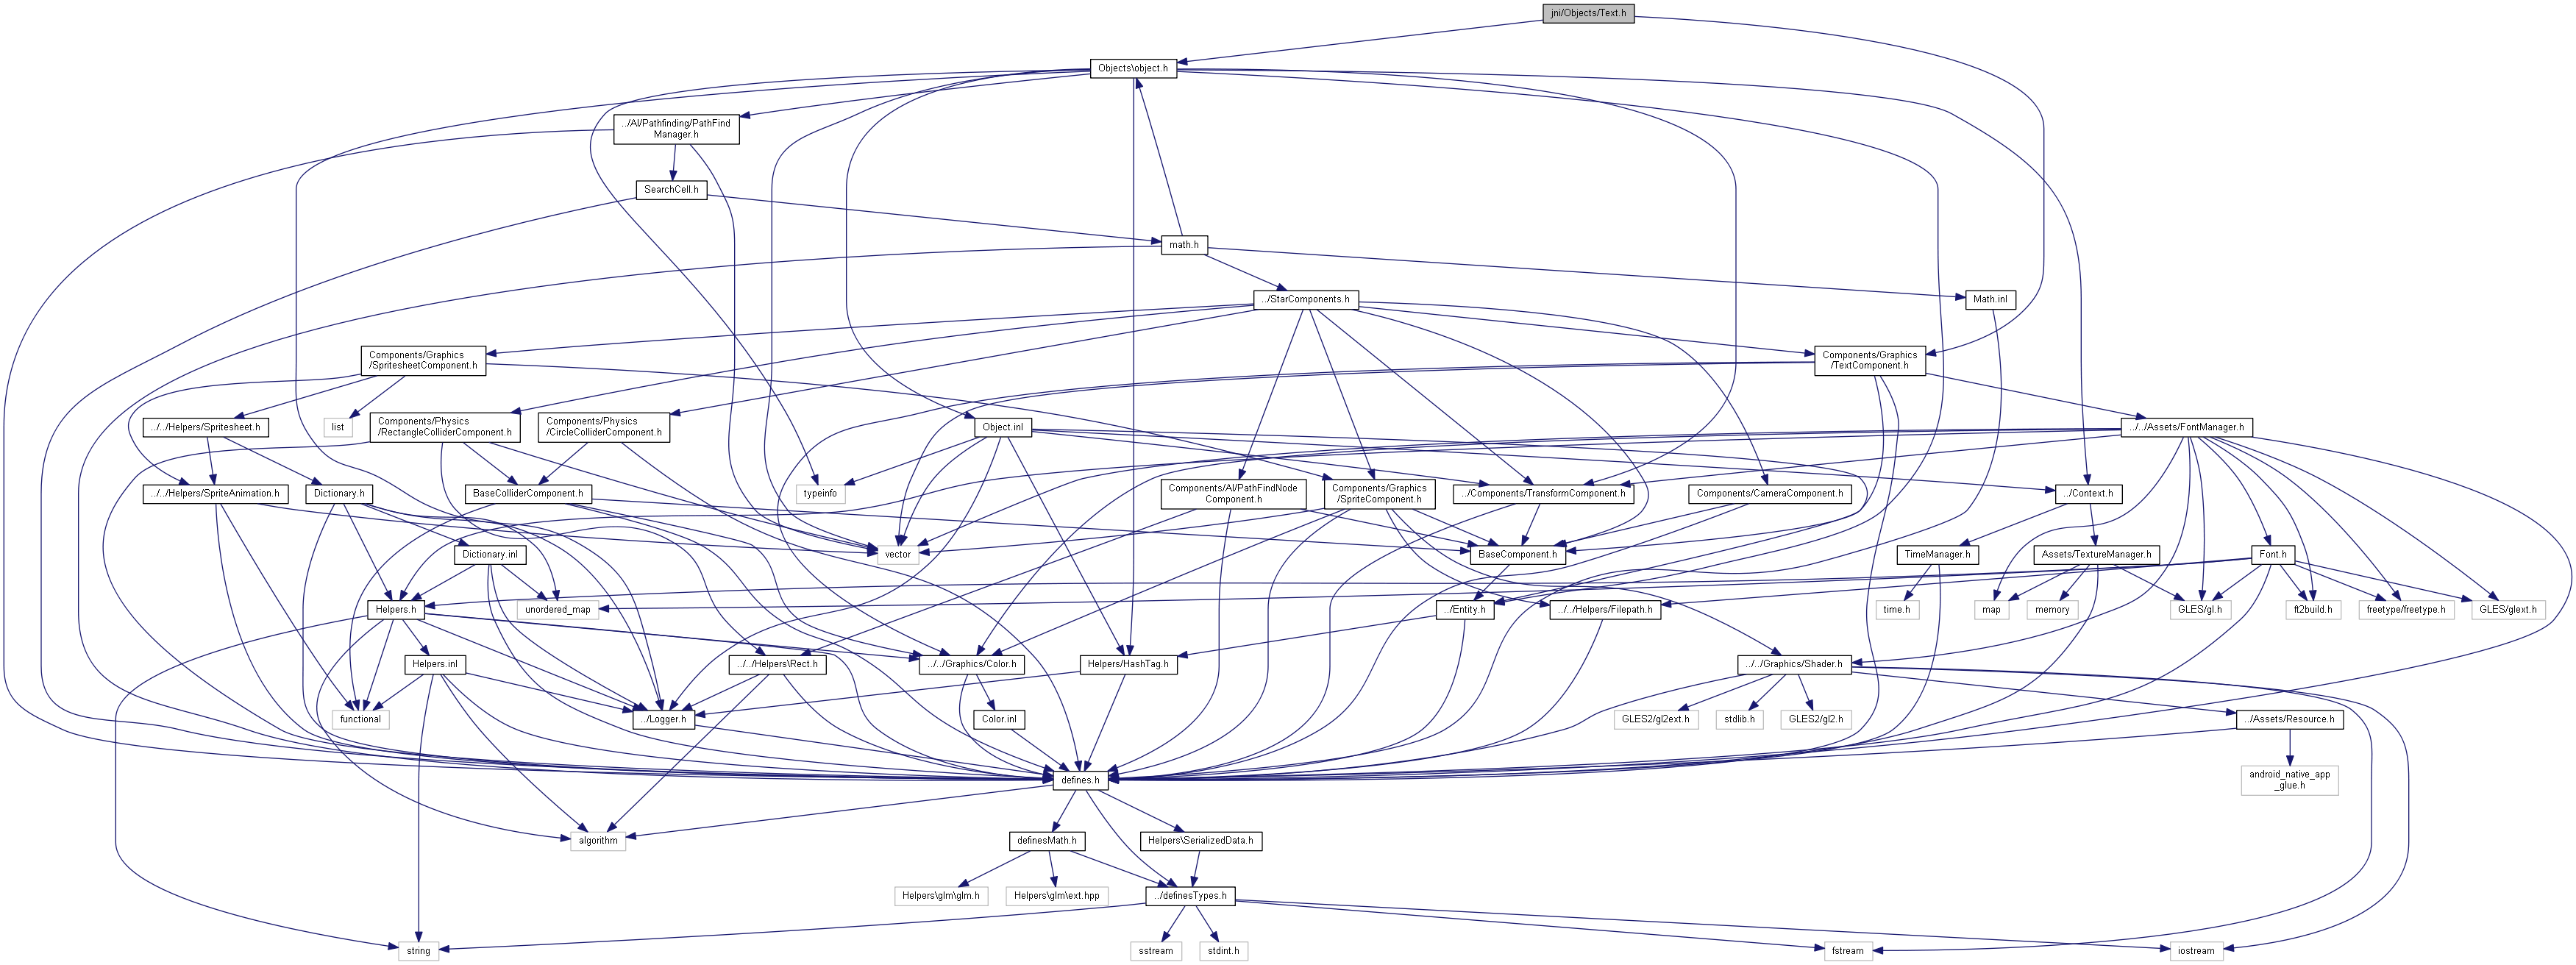 jni/Objects/Text.h
Objects\object.h
../AI/Pathfinding/PathFind
Manager.h
SearchCell.h
math.h
../StarComponents.h
Math.inl
Components/Graphics
/SpritesheetComponent.h
Components/Graphics
/TextComponent.h
list
../../Helpers/Spritesheet.h
Components/Physics
/RectangleColliderComponent.h
Components/Physics
/CircleColliderComponent.h
Object.inl
../../Assets/FontManager.h
../../Helpers/SpriteAnimation.h
Dictionary.h
BaseColliderComponent.h
typeinfo
Components/AI/PathFindNode
Component.h
Components/Graphics
/SpriteComponent.h
../Components/TransformComponent.h
Components/CameraComponent.h
../Context.h
Dictionary.inl
vector
BaseComponent.h
TimeManager.h
Assets/TextureManager.h
Font.h
Helpers.h
unordered_map
../Entity.h
../../Helpers/Filepath.h
time.h
map
memory
GLES/gl.h
ft2build.h
freetype/freetype.h
GLES/glext.h
Helpers.inl
../../Helpers\Rect.h
../../Graphics/Color.h
Helpers/HashTag.h
../../Graphics/Shader.h
functional
../Logger.h
Color.inl
GLES2/gl2ext.h
stdlib.h
GLES2/gl2.h
../Assets/Resource.h
defines.h
android_native_app
_glue.h
algorithm
definesMath.h
Helpers\SerializedData.h
Helpers\glm\glm.h
Helpers\glm\ext.hpp
../definesTypes.h
string
sstream
stdint.h
fstream
iostream